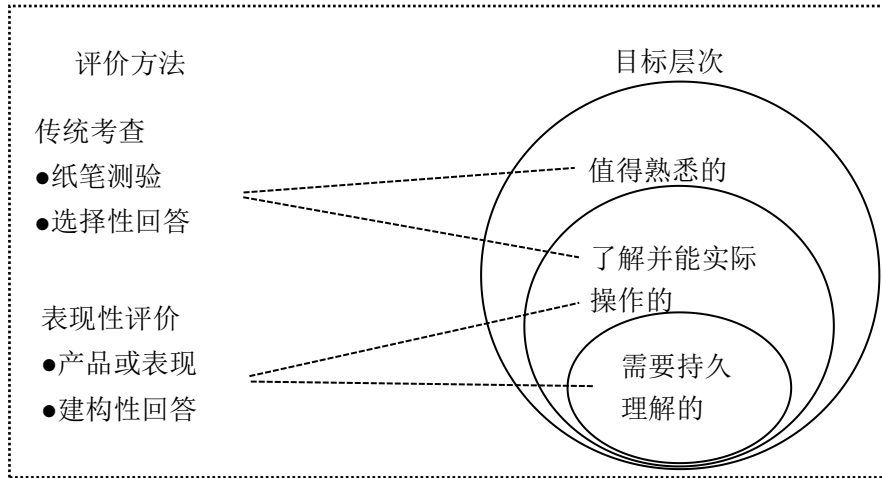 评价方法
目标层次
传统考查
●纸笔测验
●选择性回答
值得熟悉的
了解并能实际
操作的
表现性评价
●产品或表现
●建构性回答
需要持久
理解的